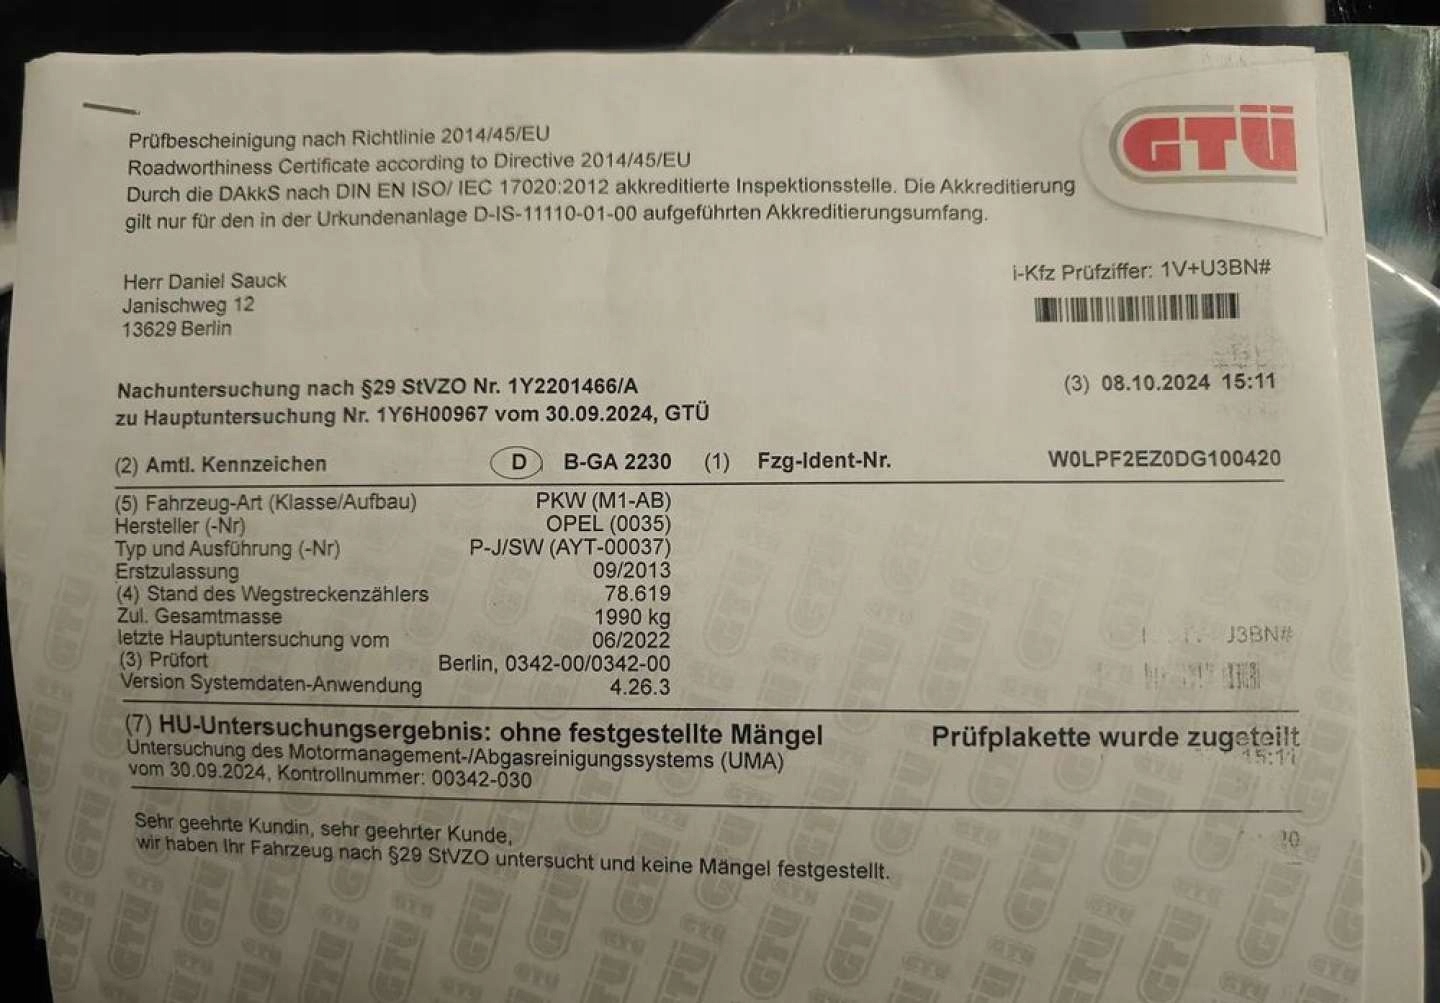 GTÜ
Prüfbescheinigung nach Richtlinie 2014/45/EU
Roadworthiness Certificate according to Directive 2014/45/EU
Durch die DAkkS nach DIN EN ISO/ IEC 17020:2012 akkreditierte Inspektionsstelle. Die Akkreditierung
gilt nur für den in der Urkundenanlage D-IS-11110-01-00 aufgeführten Akkreditierungsumfang.
Herr Daniel Sauck
Janischweg 12
13629 Berlin
i-Kfz Prüfziffer: 1V+U3BN#
Nachuntersuchung nach §29 StVZO Nr. 1Y2201466/A (3) 08.10.2024 15:11
zu Hauptuntersuchung Nr. 1Y6H00967 vom 30.09.2024, GTÜ
(2) Amtl. Kennzeichen D B-GA 2230 (1) Fzg-Ident-Nr. W0LPF2EZ0DG100420
(5) Fahrzeug-Art (Klasse/Aufbau) PKW (M1-AB)
Hersteller (-Nr) OPEL (0035)
Typ und Ausführung (-Nr) P-J/SW (AYT-00037)
Erstzulassung 09/2013
(4) Stand des Wegstreckenzählers 78.619
Zul. Gesamtmasse 1990 kg
letzte Hauptuntersuchung vom 06/2022
(3) Prüfort Berlin, 0342-00/0342-00
Version Systemdaten-Anwendung 4.26.3
J3BN#
(7) HU-Untersuchungsergebnis: ohne festgestellte Mängel Prüfplakette wurde zugeteilt
Untersuchung des Motormanagement-/Abgasreinigungssystems (UMA) 15:11
vom 30.09.2024, Kontrollnummer: 00342-030
Sehr geehrte Kundin, sehr geehrter Kunde,
wir haben Ihr Fahrzeug nach §29 StVZO untersucht und keine Mängel festgestellt.